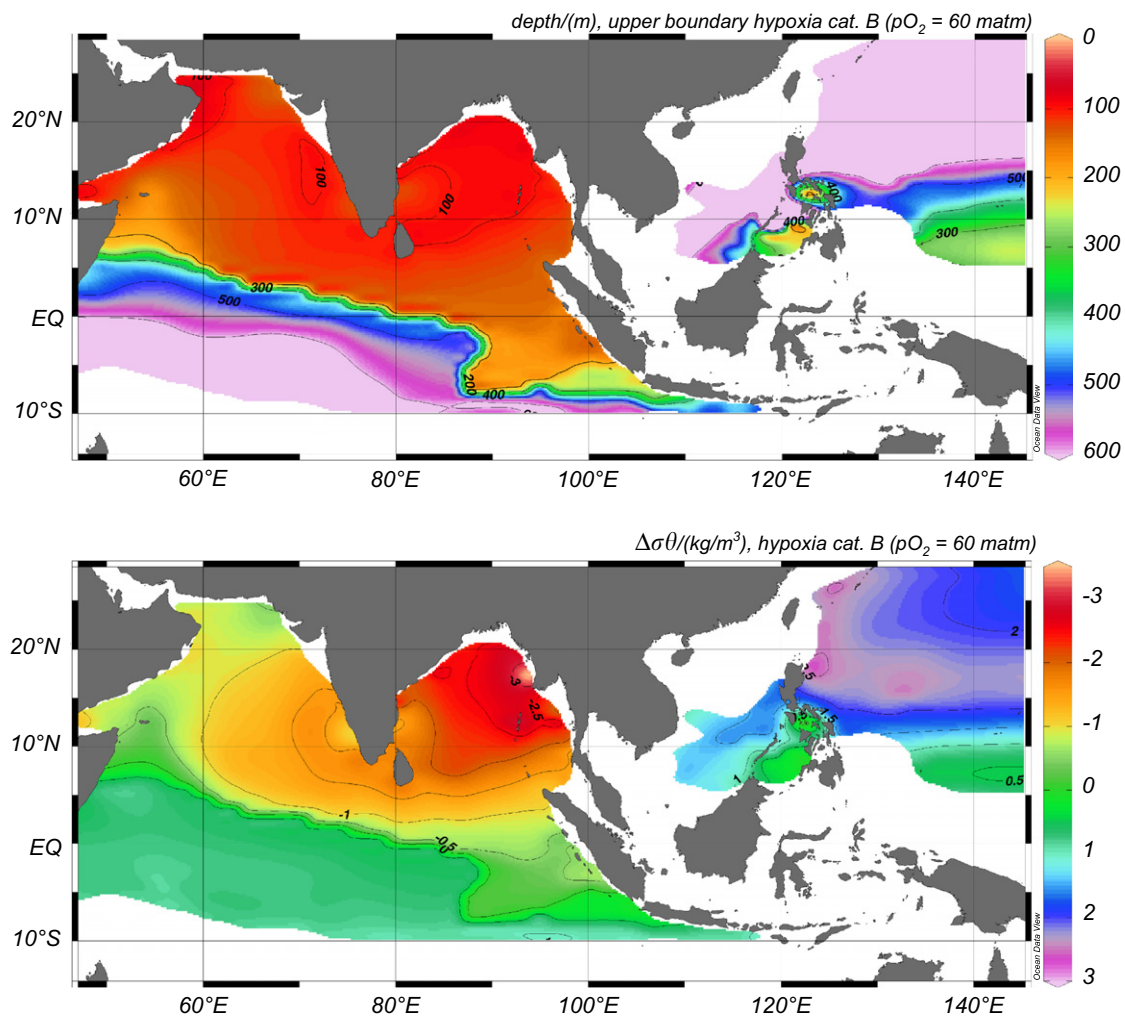 depth/(m), upper boundary hypoxia cat. B (pO2 = 60 matm)
0
100
200
300
400
500
600
20°N
10°N
EQ
10°S
100
100
100
300
500
200
400
400
400
500
300
Ocean Data View
60°E
80°E
100°E
120°E
140°E
Δσθ/(kg/m³), hypoxia cat. B (pO2 = 60 matm)
-3
-2
-1
0
1
2
3
20°N
10°N
EQ
10°S
-3
-2.5
-1
-0.5
0
1
1.5
2
0.5
Ocean Data View
60°E
80°E
100°E
120°E
140°E